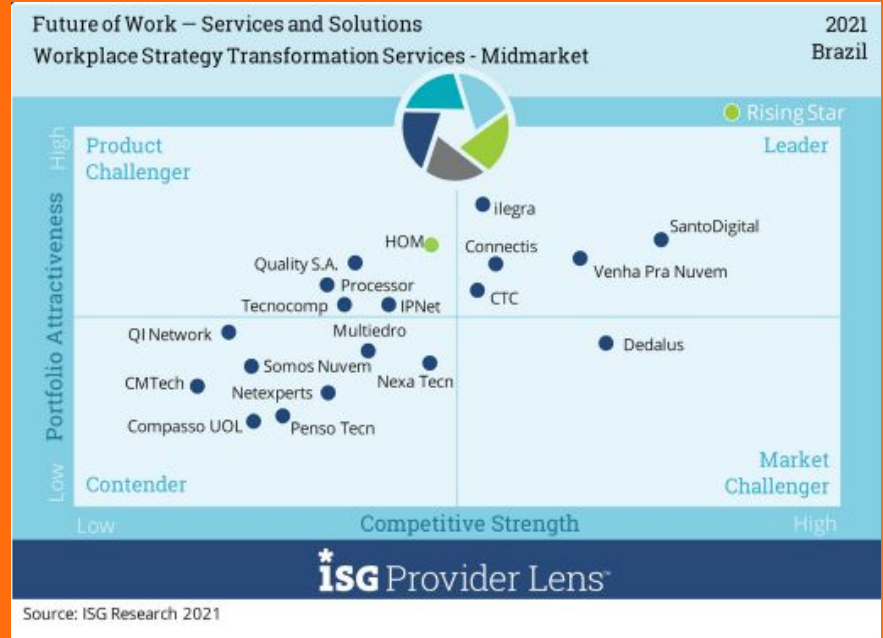 Future of Work — Services and Solutions
2021
Workplace Strategy Transformation Services - Midmarket
Brazil
Rising Star
High
Product
Challenger
Leader
Portfolio Attractiveness
ilegra
HOM
Connectis
SantoDigital
Quality S.A.
Venha Pra Nuvem
Processor
CTC
Tecnocomp
IPNet
QI Network
Multiedro
Dedalus
Somos Nuvem
CMTech
Nexa Tecn
Netexperts
Compasso UOL
Penso Tecn
Market
Challenger
Contender
Low
Low
Competitive Strength
High
ISG Provider Lens™
Source: ISG Research 2021